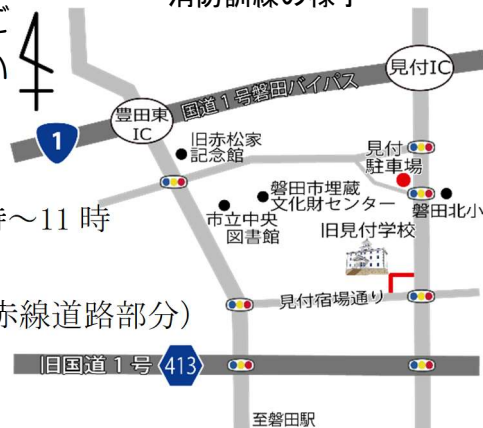 消防訓練の様子
ご
い
見付IC
国道1号磐田バイパス
豊田東
IC
1
旧赤松家
記念館
見付
駐車場
磐田市埋蔵
文化財センター
磐田北小
時～11 時
市立中央
図書館
旧見付学校
見付宿場通り
赤線道路部分）
旧国道1号
413
至磐田駅